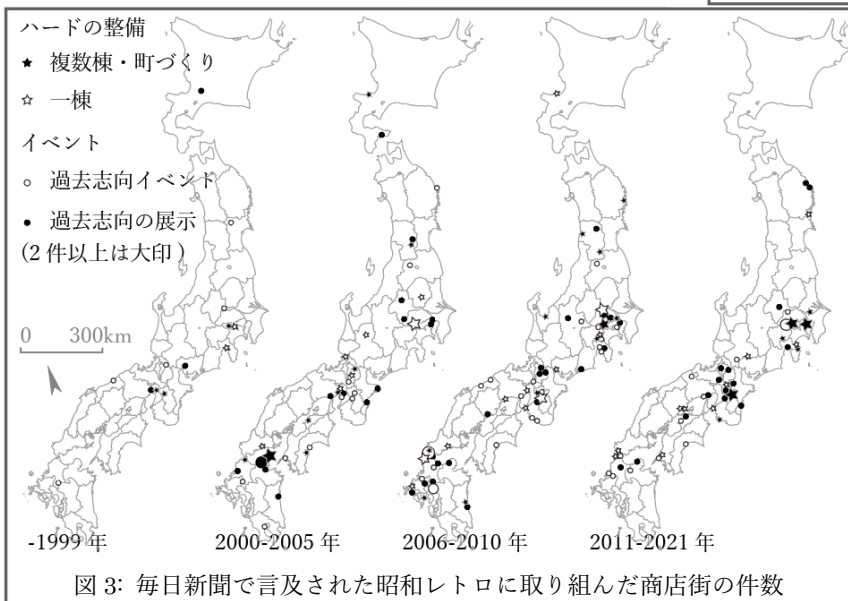 ハードの整備
★ 複数棟・町づくり
☆ 一棟
イベント
○ 過去志向イベント
● 過去志向の展示
(2 件以上は大印 )
0 300km
-1999 年 2000-2005 年 2006-2010 年 2011-2021 年
図 3: 毎日新聞で言及された昭和レトロに取り組んだ商店街の件数